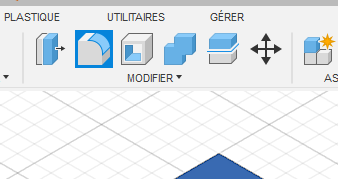 PLASTIQUE UTILITAIRES GÉRER
MODIFIER AS